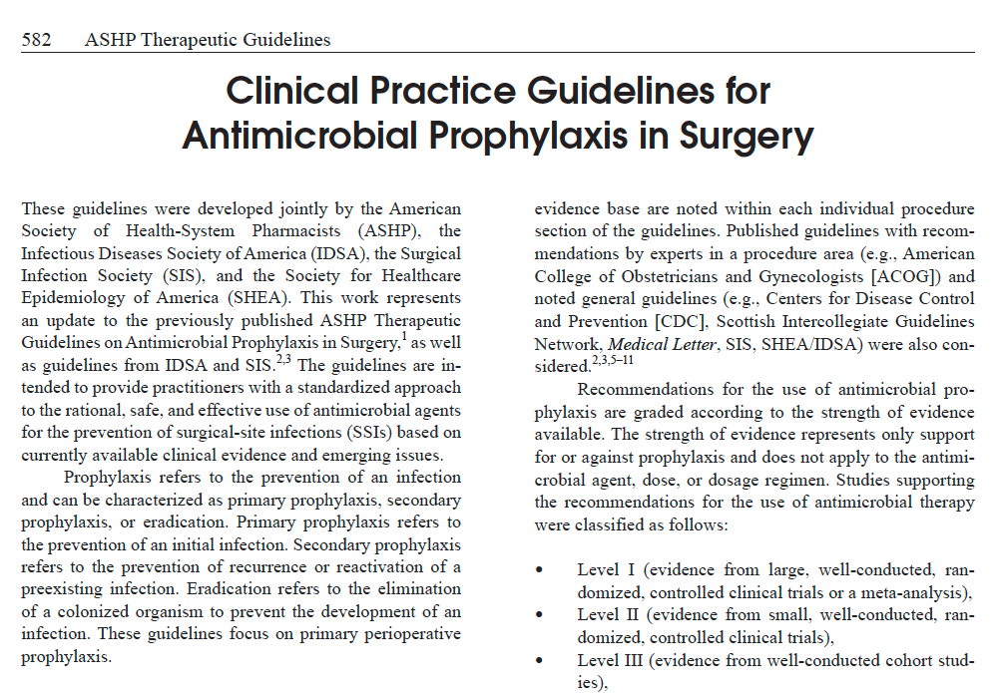 582 ASHP Therapeutic Guidelines
Clinical Practice Guidelines for
Antimicrobial Prophylaxis in Surgery
These guidelines were developed jointly by the American
Society of Health-System Pharmacists (ASHP), the
Infectious Diseases Society of America (IDSA), the Surgical
Infection Society (SIS), and the Society for Healthcare
Epidemiology of America (SHEA). This work represents
an update to the previously published ASHP Therapeutic
Guidelines on Antimicrobial Prophylaxis in Surgery,1 as well
as guidelines from IDSA and SIS.2,3 The guidelines are in-
tended to provide practitioners with a standardized approach
to the rational, safe, and effective use of antimicrobial agents
for the prevention of surgical-site infections (SSIs) based on
currently available clinical evidence and emerging issues.
Prophylaxis refers to the prevention of an infection
and can be characterized as primary prophylaxis, secondary
prophylaxis, or eradication. Primary prophylaxis refers to
the prevention of an initial infection. Secondary prophylaxis
refers to the prevention of recurrence or reactivation of a
preexisting infection. Eradication refers to the elimination
of a colonized organism to prevent the development of an
infection. These guidelines focus on primary perioperative
prophylaxis.
evidence base are noted within each individual procedure
section of the guidelines. Published guidelines with recom-
mendations by experts in a procedure area (e.g., American
College of Obstetricians and Gynecologists [ACOG]) and
noted general guidelines (e.g., Centers for Disease Control
and Prevention [CDC], Scottish Intercollegiate Guidelines
Network, Medical Letter, SIS, SHEA/IDSA) were also con-
sidered.2,3,5–11
Recommendations for the use of antimicrobial pro-
phylaxis are graded according to the strength of evidence
available. The strength of evidence represents only support
for or against prophylaxis and does not apply to the antimi-
crobial agent, dose, or dosage regimen. Studies supporting
the recommendations for the use of antimicrobial therapy
were classified as follows:
• Level I (evidence from large, well-conducted, ran-
domized, controlled clinical trials or a meta-analysis),
• Level II (evidence from small, well-conducted, ran-
domized, controlled clinical trials),
• Level III (evidence from well-conducted cohort stud-
ies),